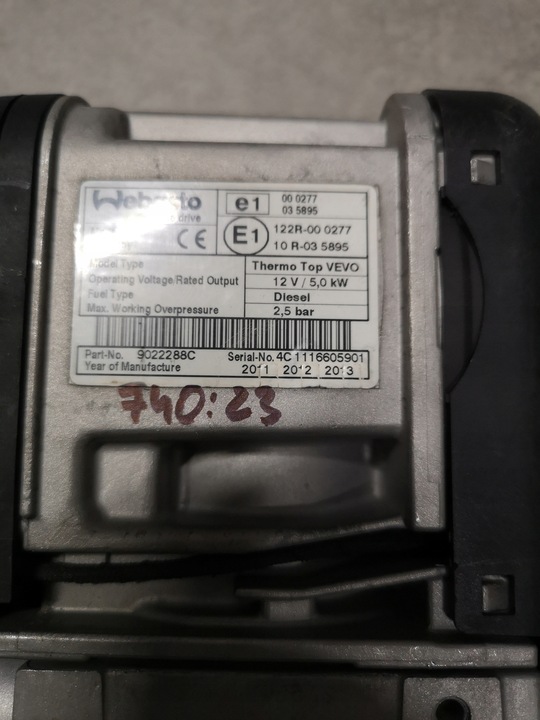 Webasto
e1 00 0277
03 5895
drive
CE
E1 122R-00 0277
10 R-03 5895
Model Type Thermo Top VEVO
Operating Voltage/Rated Output 12 V / 5,0 kW
Fuel Type Diesel
Max. Working Overpressure 2,5 bar
Part-No. 9022288C Serial-No. 4C 1116605901
Year of Manufacture 2011 2012 2013
740:23